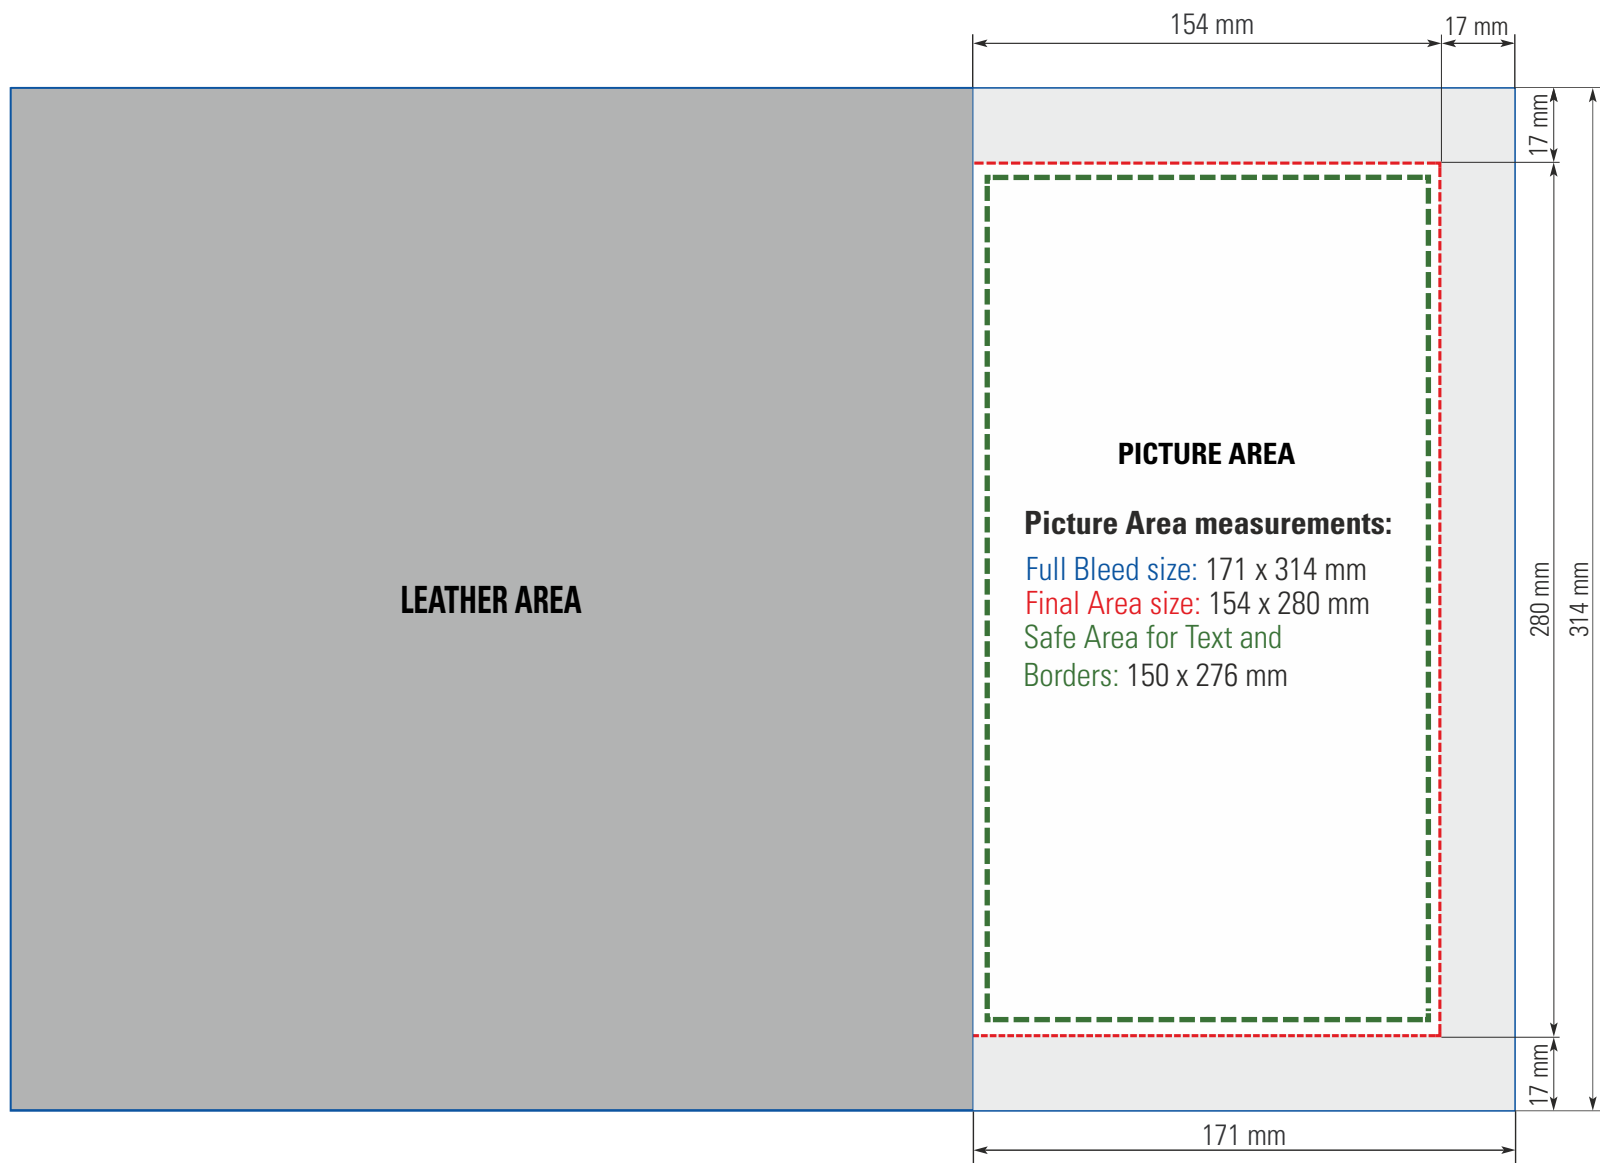 154 mm
17 mm
17 mm
PICTURE AREA
Picture Area measurements:
Full Bleed size: 171 x 314 mm
Final Area size: 154 x 280 mm
Safe Area for Text and
Borders: 150 x 276 mm
LEATHER AREA
280 mm
314 mm
17 mm
171 mm